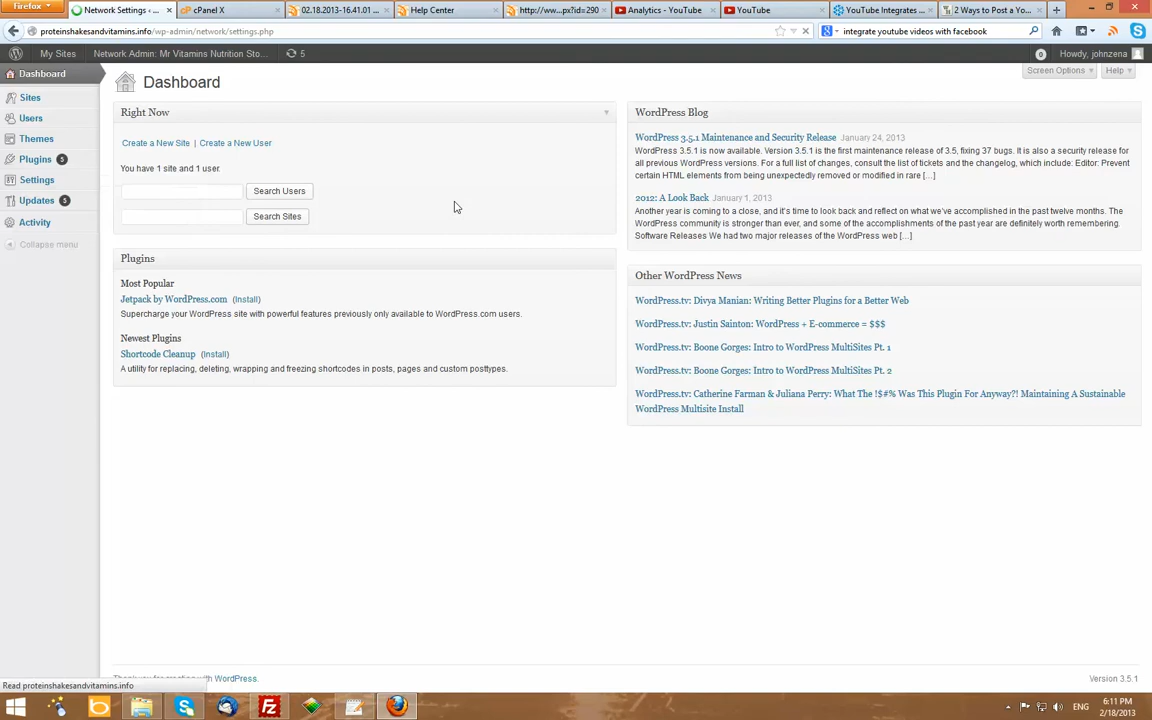 Firefox
Network Settings ‹ ...
cPanel X
02.18.2013-16.41.01 ...
Help Center
http://ww...px?id=290
Analytics - YouTube
YouTube
YouTube Integrates ...
2 Ways to Post a Yo...
proteinshakesandvitamins.info/wp-admin/network/settings.php
integrate youtube videos with facebook
My Sites
Network Admin: Mr Vitamins Nutrition Sto...
5
0
Howdy, johnzena
Dashboard
Sites
Users
Themes
Plugins 5
Settings
Updates 5
Activity
Collapse menu
Screen Options
Help
Dashboard
Right Now
Create a New Site | Create a New User
You have 1 site and 1 user.
Search Users
Search Sites
Plugins
Most Popular
Jetpack by WordPress.com (Install)
Supercharge your WordPress site with powerful features previously only available to WordPress.com users.
Newest Plugins
Shortcode Cleanup (Install)
A utility for replacing, deleting, wrapping and freezing shortcodes in posts, pages and custom posttypes.
WordPress Blog
WordPress 3.5.1 Maintenance and Security Release January 24, 2013
WordPress 3.5.1 is now available. Version 3.5.1 is the first maintenance release of 3.5, fixing 37 bugs. It is also a security release for
all previous WordPress versions. For a full list of changes, consult the list of tickets and the changelog, which include: Editor: Prevent
certain HTML elements from being unexpectedly removed or modified in rare [...]
2012: A Look Back January 1, 2013
Another year is coming to a close, and it's time to look back and reflect on what we've accomplished in the past twelve months. The
WordPress community is stronger than ever, and some of the accomplishments of the past year are definitely worth remembering.
Software Releases We had two major releases of the WordPress web [...]
Other WordPress News
WordPress.tv: Divya Manian: Writing Better Plugins for a Better Web
WordPress.tv: Justin Sainton: WordPress + E-commerce = $$$
WordPress.tv: Boone Gorges: Intro to WordPress MultiSites Pt. 1
WordPress.tv: Boone Gorges: Intro to WordPress MultiSites Pt. 2
WordPress.tv: Catherine Farman & Juliana Perry: What The !$#% Was This Plugin For Anyway?! Maintaining A Sustainable
WordPress Multisite Install
Thank you for creating with WordPress.
Version 3.5.1
Read proteinshakesandvitamins.info
ENG
6:11 PM
2/18/2013